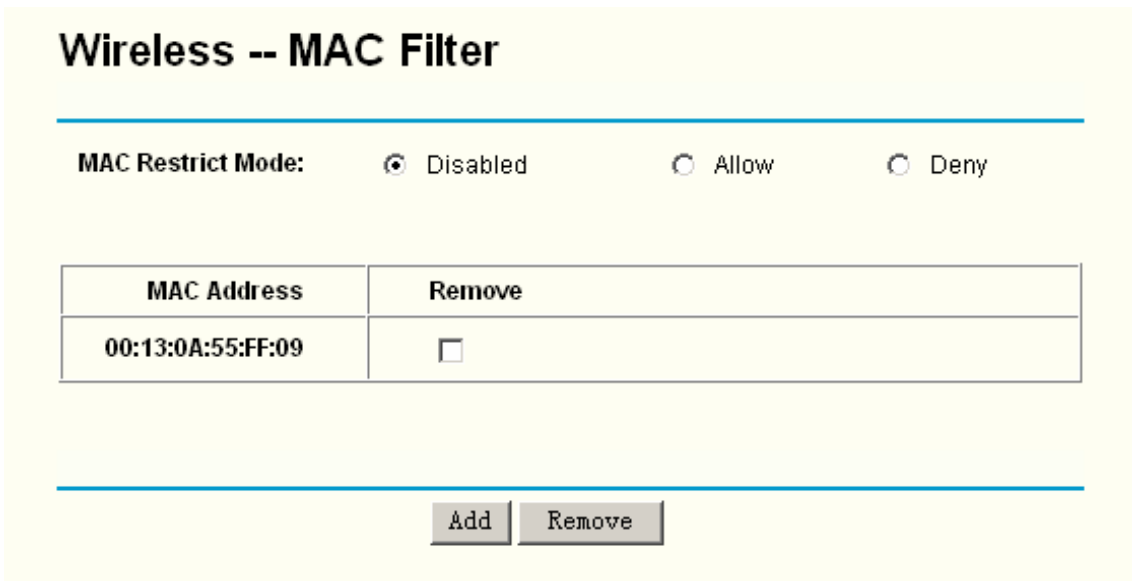 Wireless -- MAC Filter
MAC Restrict Mode: Disabled Allow Deny
MAC Address Remove
00:13:0A:55:FF:09
Add Remove